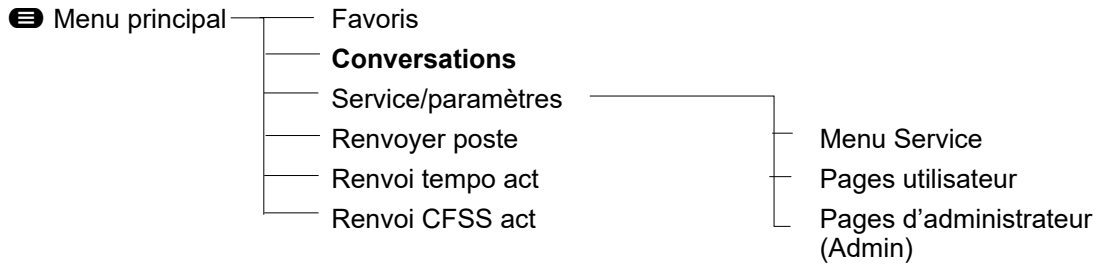 Menu principal
Favoris
Conversations
Service/paramètres
Renvoyer poste
Renvoi tempo act
Renvoi CFSS act
Menu Service
Pages utilisateur
Pages d’administrateur
(Admin)